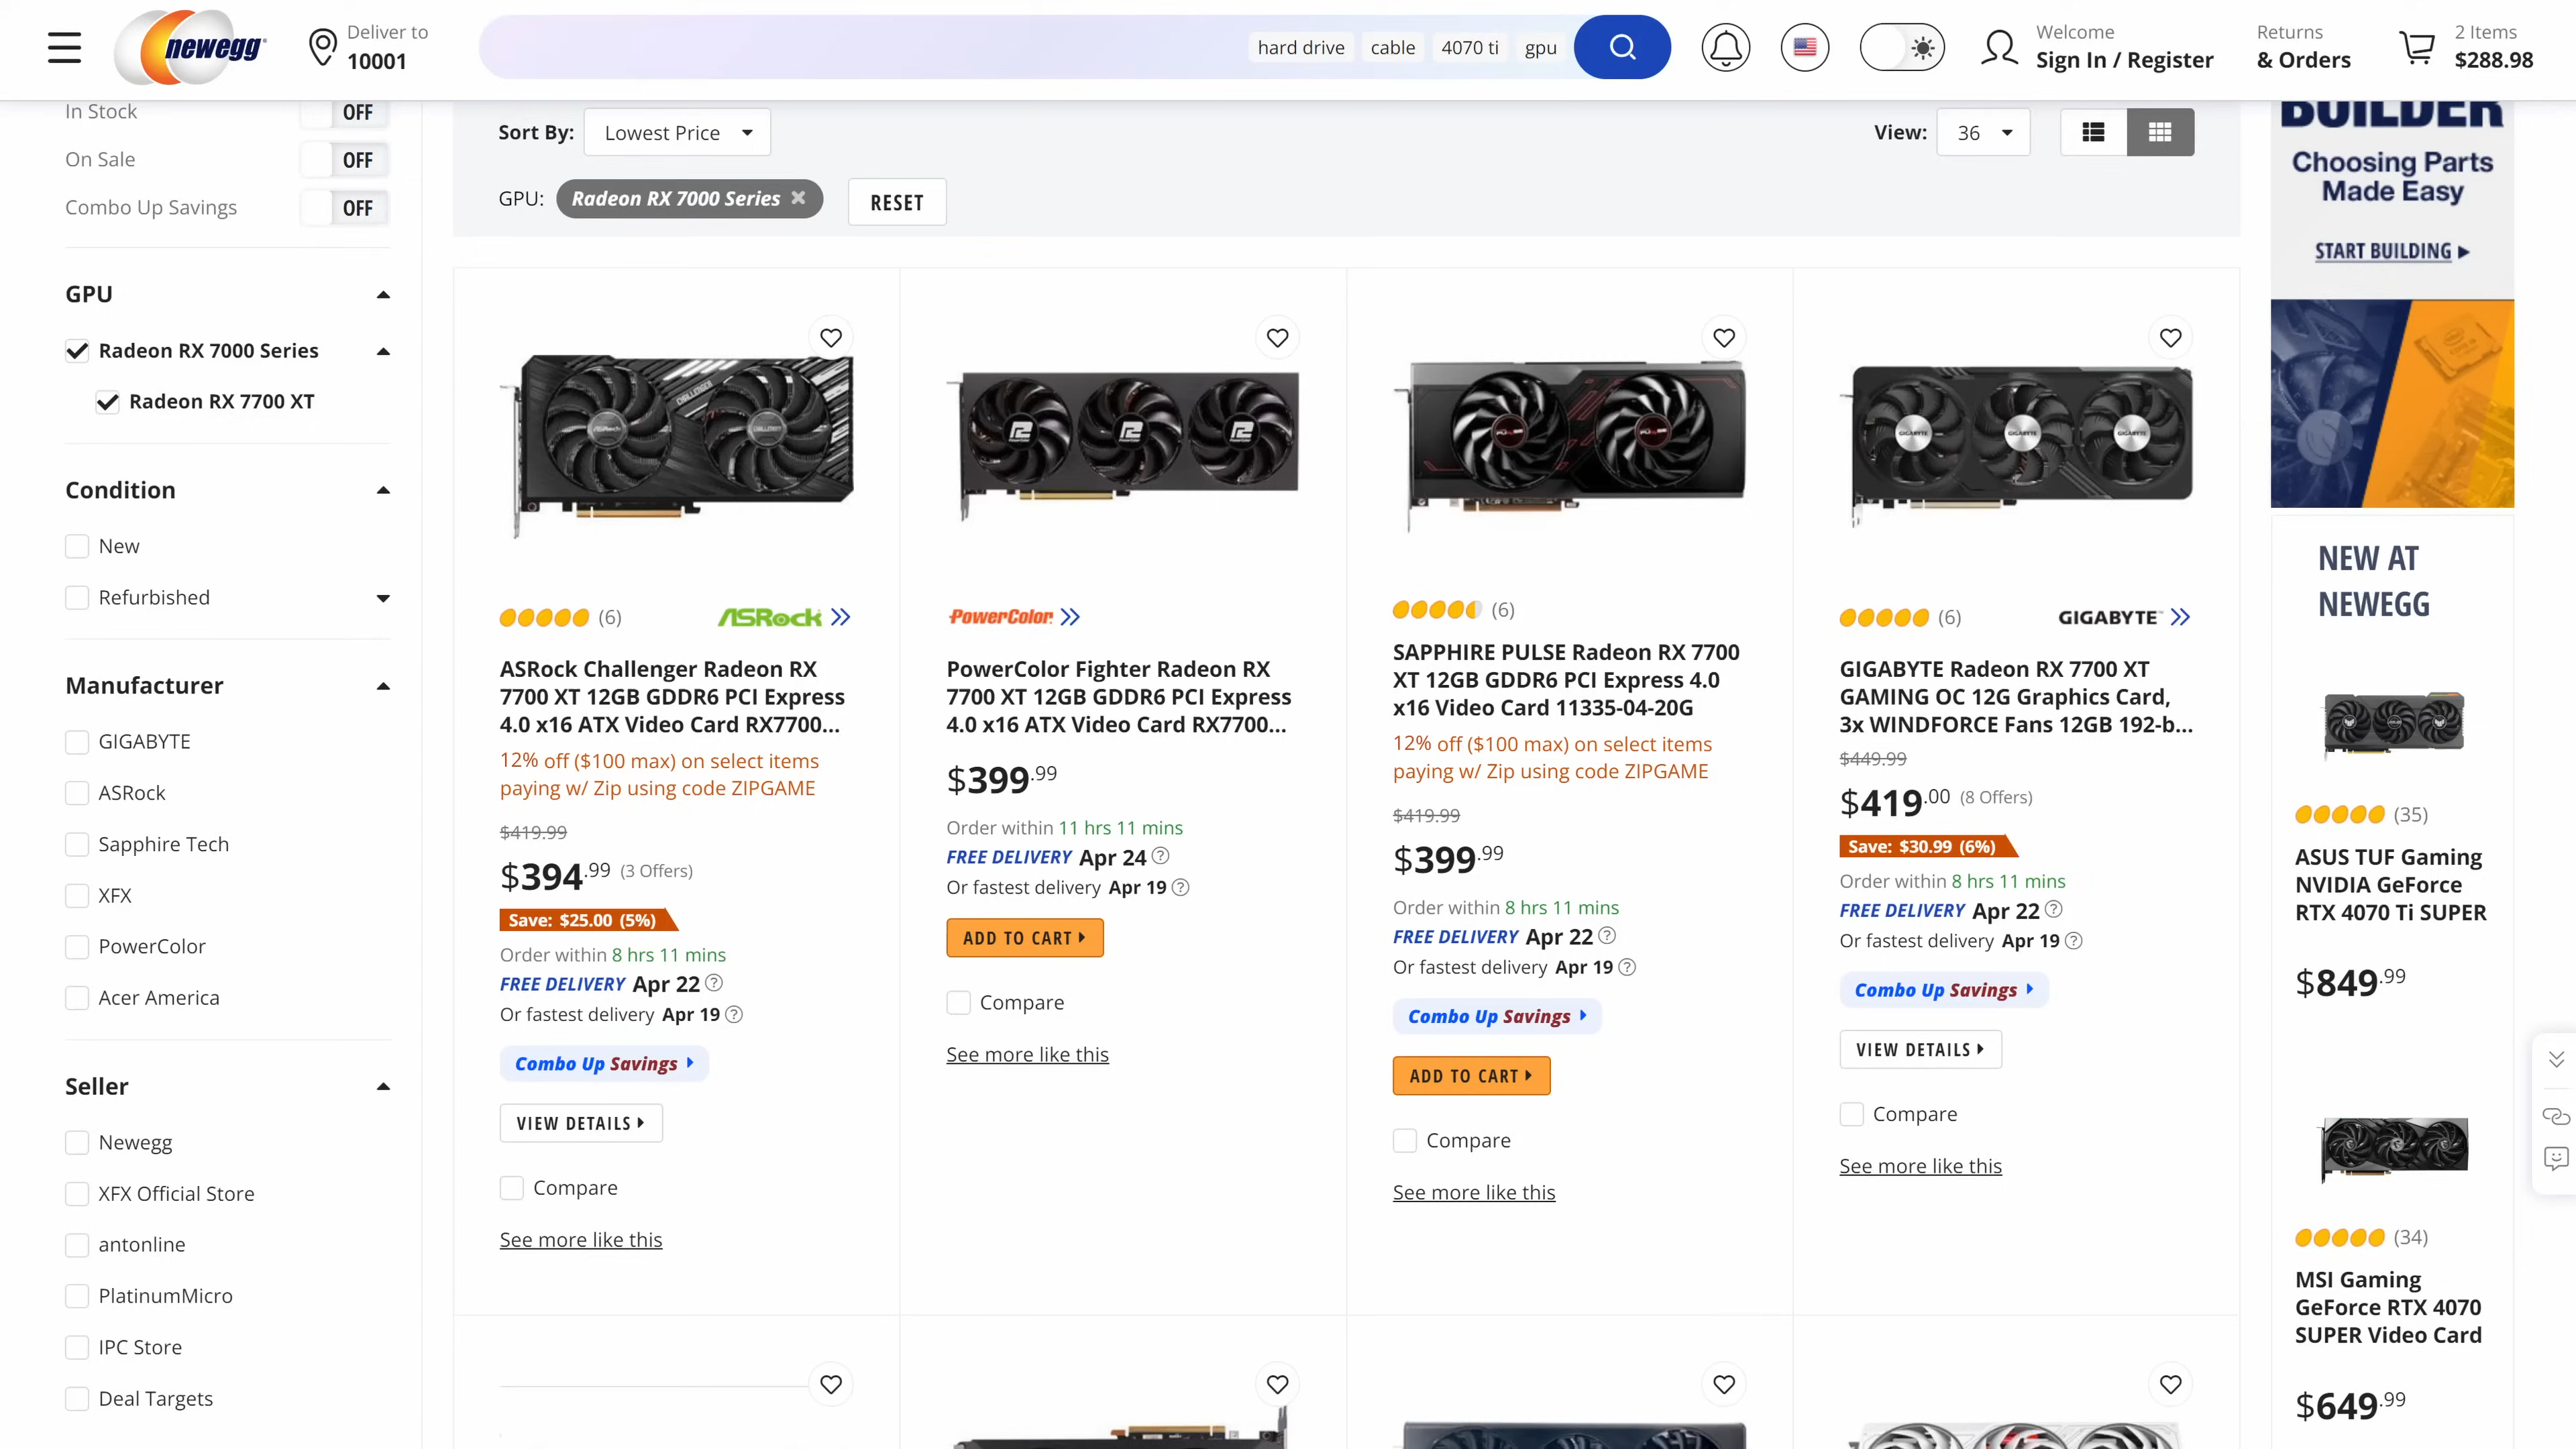 newegg
Deliver to
10001
hard drive
cable
4070 ti
gpu
Welcome
Sign In / Register
Returns
& Orders
2 Items
$288.98
In Stock
OFF
On Sale
OFF
Combo Up Savings
OFF
GPU
Radeon RX 7000 Series
Radeon RX 7700 XT
Condition
New
Refurbished
Manufacturer
GIGABYTE
ASRock
Sapphire Tech
XFX
PowerColor
Acer America
Seller
Newegg
XFX Official Store
antonline
PlatinumMicro
IPC Store
Deal Targets
Sort By:
Lowest Price
View:
36
GPU:
Radeon RX 7000 Series
RESET
(6)
ASRock
ASRock Challenger Radeon RX
7700 XT 12GB GDDR6 PCI Express
4.0 x16 ATX Video Card RX7700...
12% off ($100 max) on select items
paying w/ Zip using code ZIPGAME
$419.99
$394.99 (3 Offers)
Save: $25.00 (5%)
Order within 8 hrs 11 mins
FREE DELIVERY Apr 22
Or fastest delivery Apr 19
Combo Up Savings
VIEW DETAILS
Compare
See more like this
PowerColor
PowerColor Fighter Radeon RX
7700 XT 12GB GDDR6 PCI Express
4.0 x16 ATX Video Card RX7700...
$399.99
Order within 11 hrs 11 mins
FREE DELIVERY Apr 24
Or fastest delivery Apr 19
ADD TO CART
Compare
See more like this
(6)
SAPPHIRE PULSE Radeon RX 7700
XT 12GB GDDR6 PCI Express 4.0
x16 Video Card 11335-04-20G
12% off ($100 max) on select items
paying w/ Zip using code ZIPGAME
$419.99
$399.99
Order within 8 hrs 11 mins
FREE DELIVERY Apr 22
Or fastest delivery Apr 19
Combo Up Savings
ADD TO CART
Compare
See more like this
(6)
GIGABYTE
GIGABYTE Radeon RX 7700 XT
GAMING OC 12G Graphics Card,
3x WINDFORCE Fans 12GB 192-b...
$449.99
$419.00 (8 Offers)
Save: $30.99 (6%)
Order within 8 hrs 11 mins
FREE DELIVERY Apr 22
Or fastest delivery Apr 19
Combo Up Savings
VIEW DETAILS
Compare
See more like this
BUILDER
Choosing Parts
Made Easy
START BUILDING
NEW AT
NEWEGG
(35)
ASUS TUF Gaming
NVIDIA GeForce
RTX 4070 Ti SUPER
$849.99
(34)
MSI Gaming
GeForce RTX 4070
SUPER Video Card
$649.99